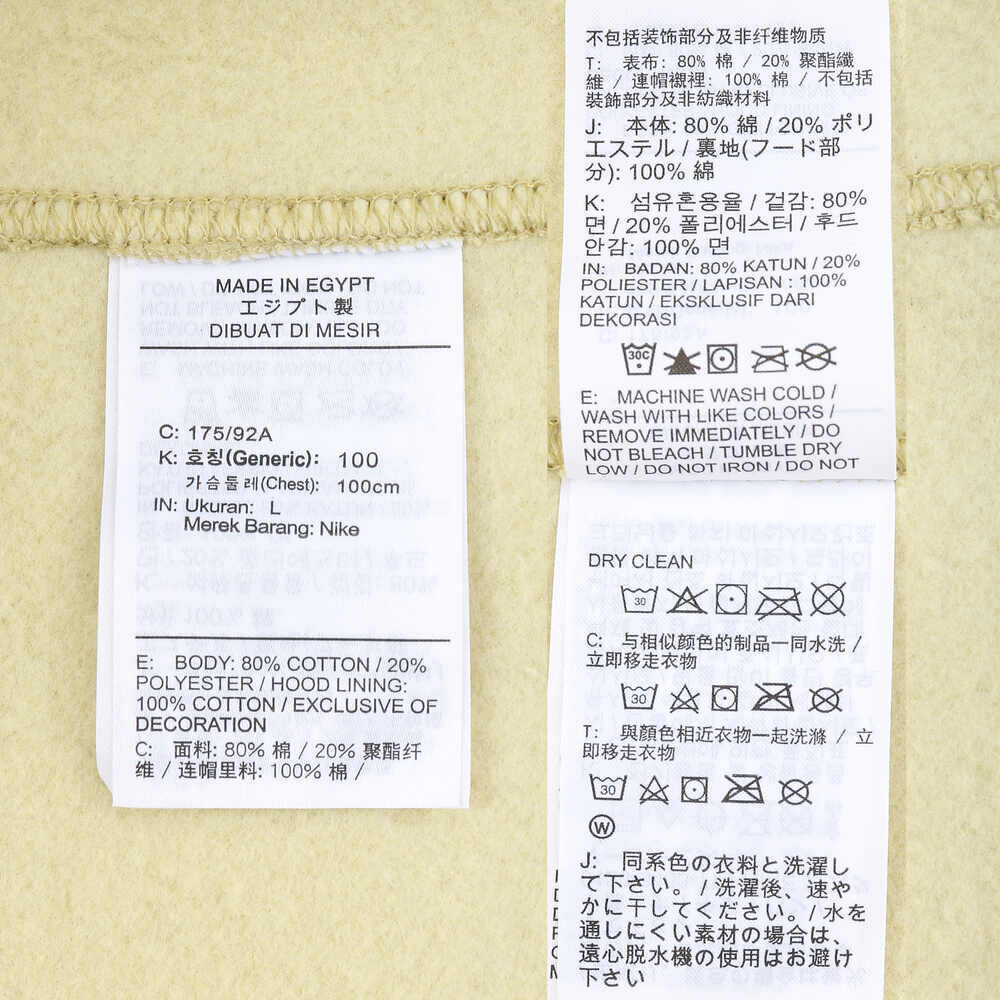 MADE IN EGYPT
エジプト製
DIBUAT DI MESIR
C: 175/92A
K: 호칭(Generic): 100
가슴둘레(Chest): 100cm
IN: Ukuran: L
Merek Barang: Nike
E: BODY: 80% COTTON / 20%
POLYESTER / HOOD LINING:
100% COTTON / EXCLUSIVE OF
DECORATION
C: 面料: 80% 棉 / 20% 聚酯纤
维 / 连帽里料: 100% 棉 /
不包括装饰部分及非纤维物质
T: 表布: 80% 棉 / 20% 聚酯纖
維 / 連帽襯裡: 100% 棉 / 不包括
裝飾部分及非紡織材料
J: 本体: 80% 綿 / 20% ポリ
エステル / 裏地(フード部
分): 100% 綿
K: 섬유혼용율 / 겉감: 80%
면 / 20% 폴리에스터 / 후드
안감: 100% 면
IN: BADAN: 80% KATUN / 20%
POLIESTER / LAPISAN : 100%
KATUN / EKSKLUSIF DARI
DEKORASI
30C
E: MACHINE WASH COLD /
WASH WITH LIKE COLORS /
REMOVE IMMEDIATELY / DO
NOT BLEACH / TUMBLE DRY
LOW / DO NOT IRON / DO NOT
DRY CLEAN
30
C: 与相似颜色的制品一同水洗 /
立即移走衣物
30
T: 與顏色相近衣物一起洗滌 / 立
即移走衣物
30
W
J: 同系色の衣料と洗濯し
て下さい。 / 洗濯後、速や
かに干してください。 / 水を
通しにくい素材の場合は、
遠心脱水機の使用はお避け
下さい